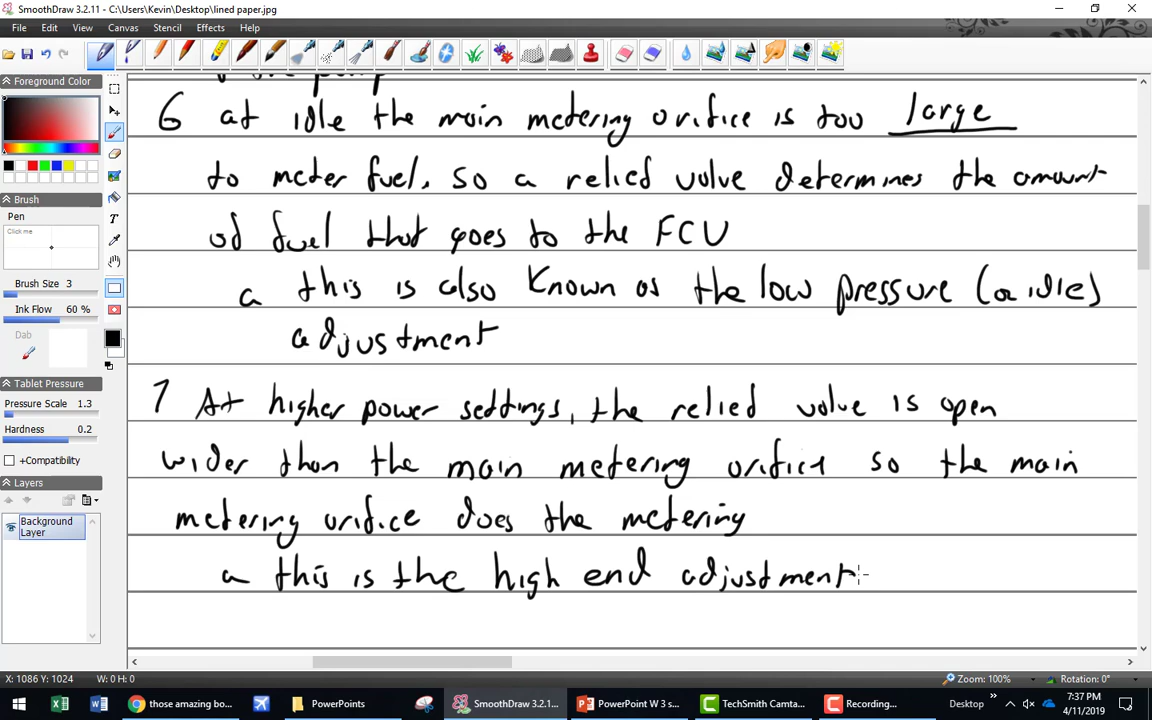 SmoothDraw 3.2.11 - C:\Users\Kevin\Desktop\lined paper.jpg
File Edit View Canvas Stencil Effects Help
Foreground Color
Brush
Pen
Click me
Brush Size 3
Ink Flow 60 %
Dab
Tablet Pressure
Pressure Scale 1.3
Hardness 0.2
+Compatibility
Layers
Background Layer
pump
6 at idle the main metering orifice is too large
to meter fuel, so a relied valve determines the amount
of fuel that goes to the FCU
a this is also known as the low pressure (a idle)
adjustment
7 At higher power settings, the relied valve is open
wider than the main metering orifice so the main
metering orifice does the metering
a this is the high end adjustment
X: 1086 Y: 1024 W: 0 H: 0 Zoom: 100% Rotation: 0°
those amazing bo... PowerPoints SmoothDraw 3.2.1... PowerPoint W 3 s... TechSmith Camta... Recording... Desktop 7:37 PM
4/11/2019